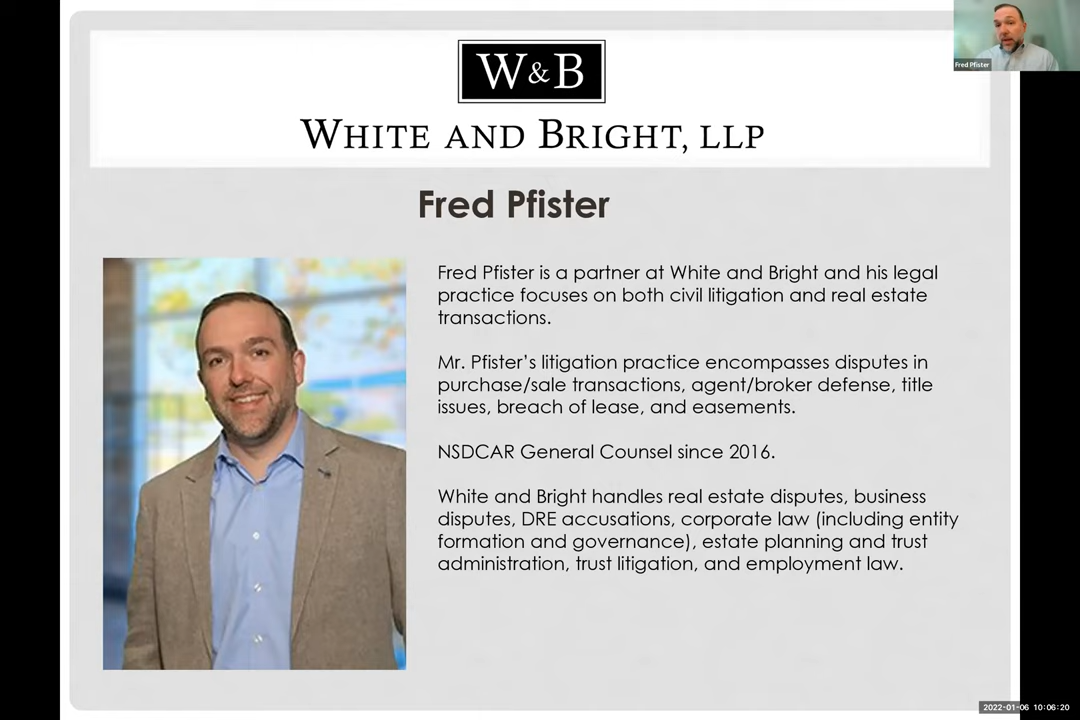 W&B
WHITE AND BRIGHT, LLP
Fred Pfister
Fred Pfister
Fred Pfister is a partner at White and Bright and his legal
practice focuses on both civil litigation and real estate
transactions.
Mr. Pfister’s litigation practice encompasses disputes in
purchase/sale transactions, agent/broker defense, title
issues, breach of lease, and easements.
NSDCAR General Counsel since 2016.
White and Bright handles real estate disputes, business
disputes, DRE accusations, corporate law (including entity
formation and governance), estate planning and trust
administration, trust litigation, and employment law.
2022-01-06 10:06:20